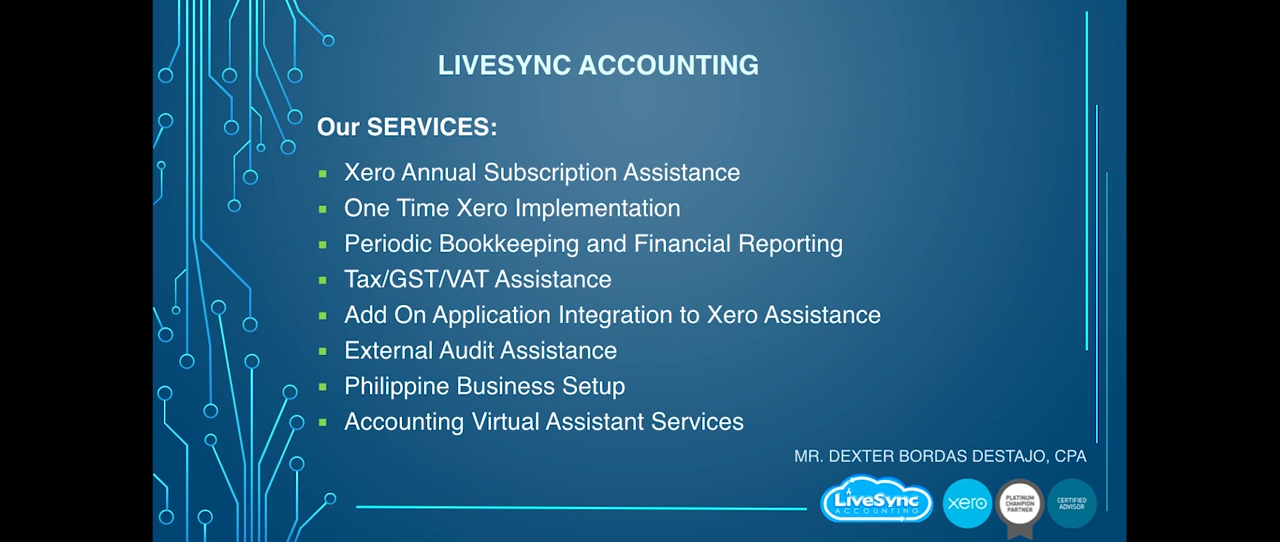 LIVESYNC ACCOUNTING
Our SERVICES:
Xero Annual Subscription Assistance
One Time Xero Implementation
Periodic Bookkeeping and Financial Reporting
Tax/GST/VAT Assistance
Add On Application Integration to Xero Assistance
External Audit Assistance
Philippine Business Setup
Accounting Virtual Assistant Services
MR. DEXTER BORDAS DESTAJO, CPA
LiveSync
ACCOUNTING
xero
PLATINUM
CHAMPION
PARTNER
CERTIFIED
ADVISOR